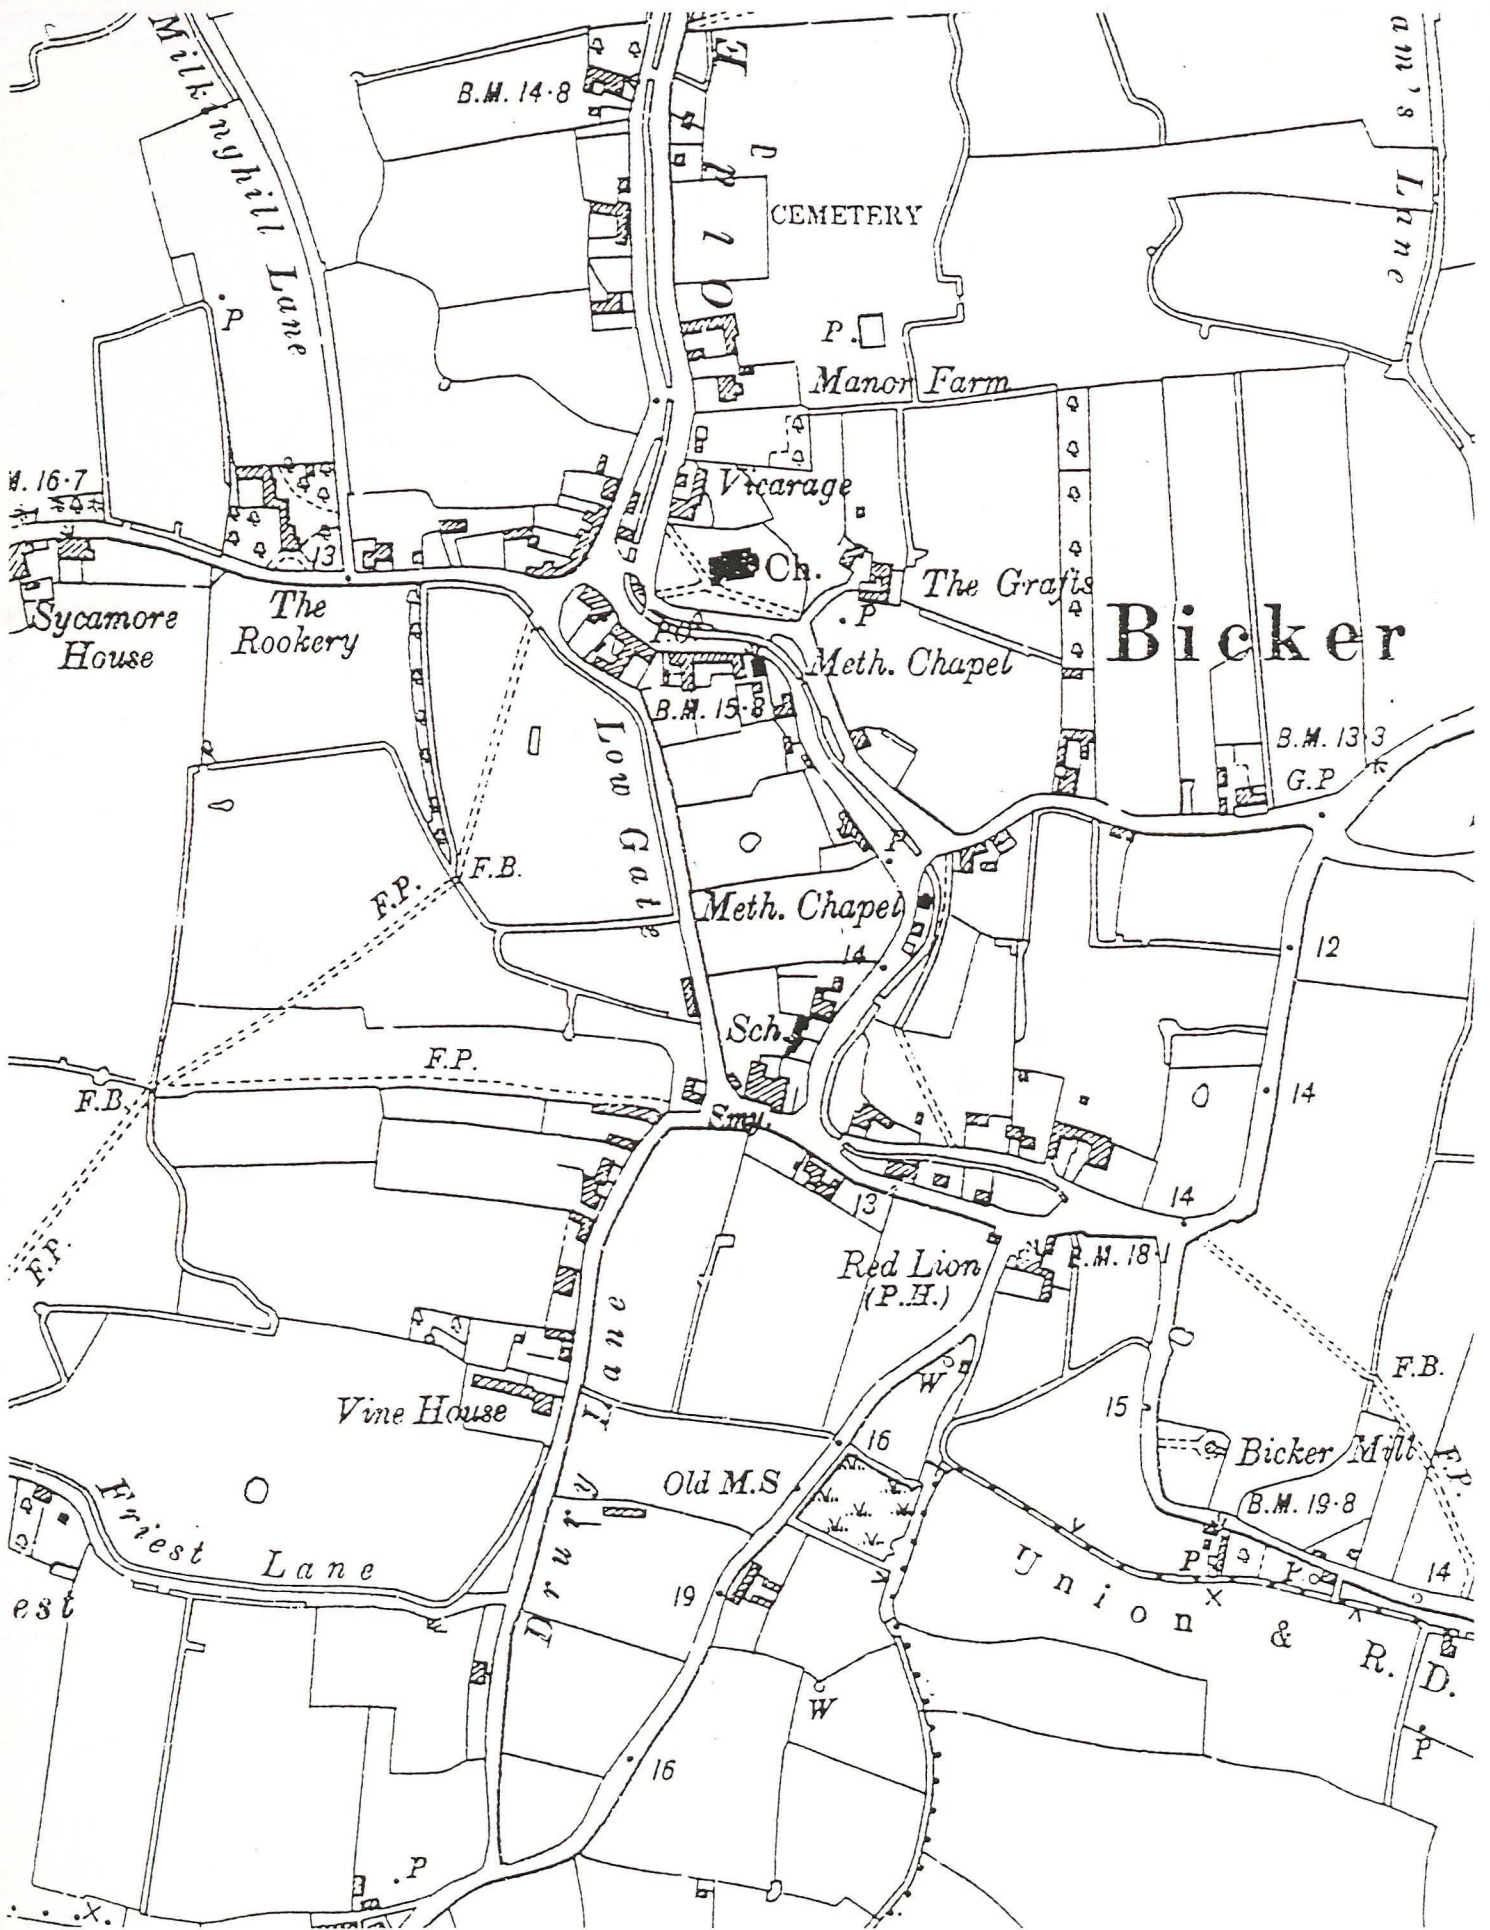 Milkinghill Lane
B.M. 14·8
am's Lane
CEMETERY
P
P.
Manor Farm
M. 16·7
Vicarage
13
Ch.
The Grafts
Sycamore
House
The
Rookery
P
Bicker
Meth. Chapel
B.M. 15·8
Low Gate
B.M. 13·3
G.P
P
F.B.
F.P.
Meth. Chapel
14
12
Sch.
F.P.
F.B.
14
Smy.
13
14
F.P.
Red Lion
(P.H.)
B.M. 18·1
F.B.
W
Vine House
15
16
Bicker Mill
F.P.
Old M.S
B.M. 19·8
Friest Lane
Drury Lane
P
P
14
19
est
Union & R. D.
W
P
16
P